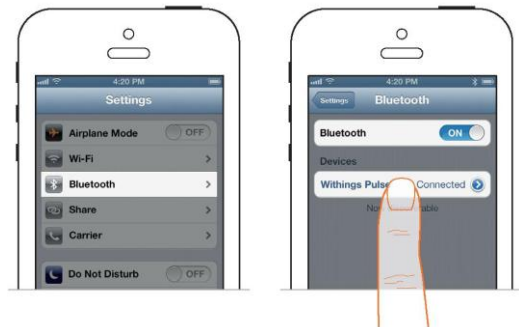 4:20 PM
Settings
Airplane Mode OFF
Wi-Fi
Bluetooth
Share
Carrier
Do Not Disturb OFF
4:20 PM
Settings Bluetooth
Bluetooth ON
Devices
Withings Pulse Connected